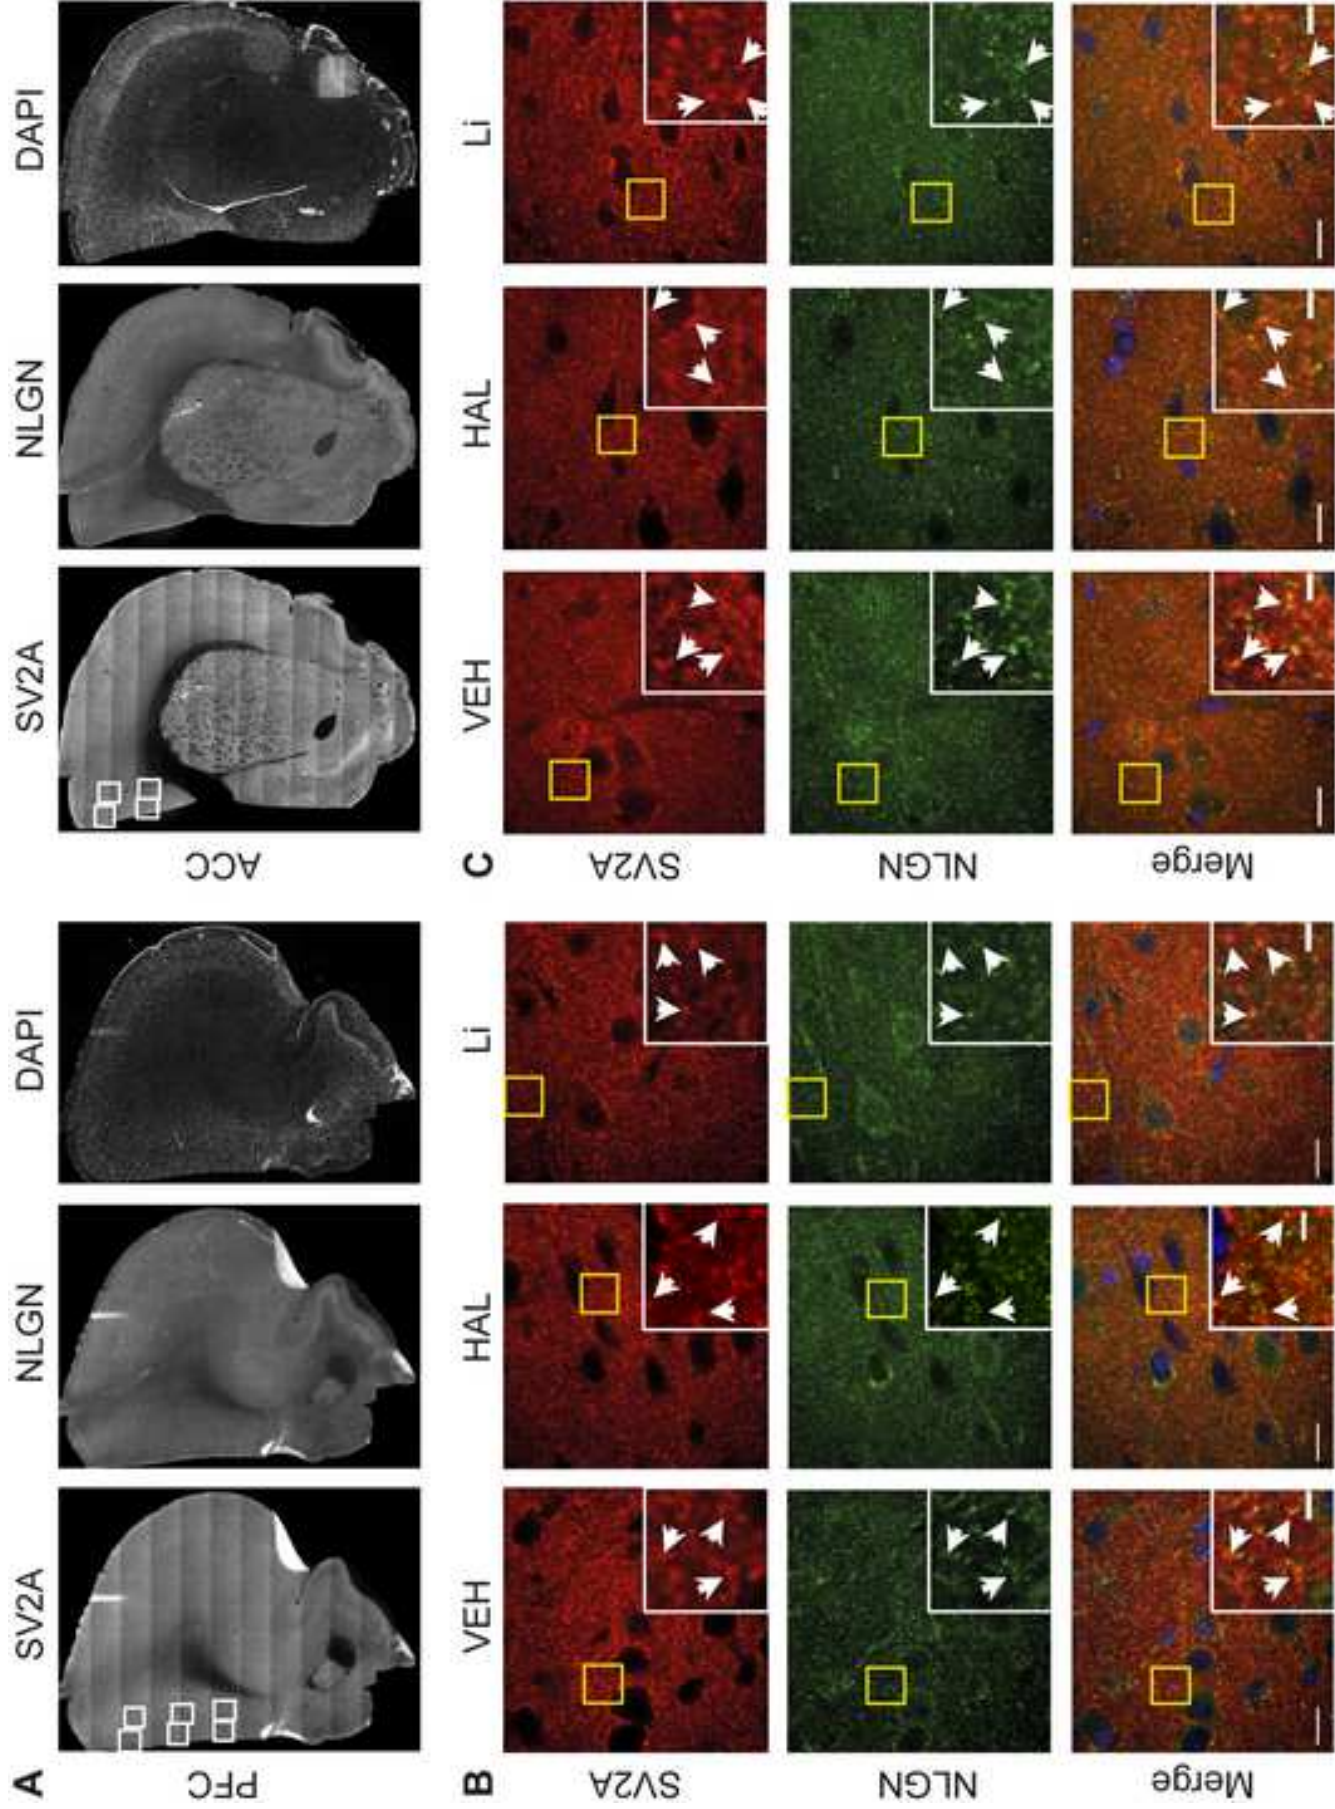 A
SV2A NLGN DAPI
PFC
SV2A NLGN DAPI
ACC
B
VEH HAL Li
SV2A
NLGN
Merge
C
VEH HAL Li
SV2A
NLGN
Merge